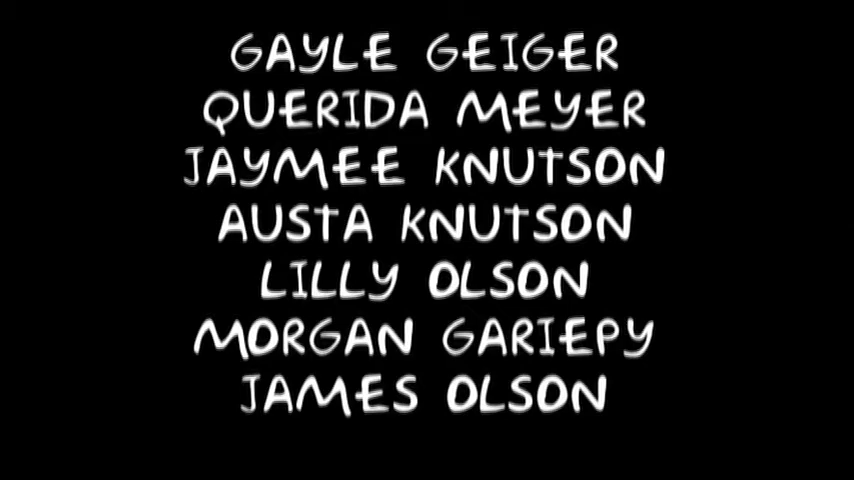 GAYLE GEIGER
QUERIDA MEYER
JAYMEE KNUTSON
AUSTA KNUTSON
LILLY OLSON
MORGAN GARIEPY
JAMES OLSON